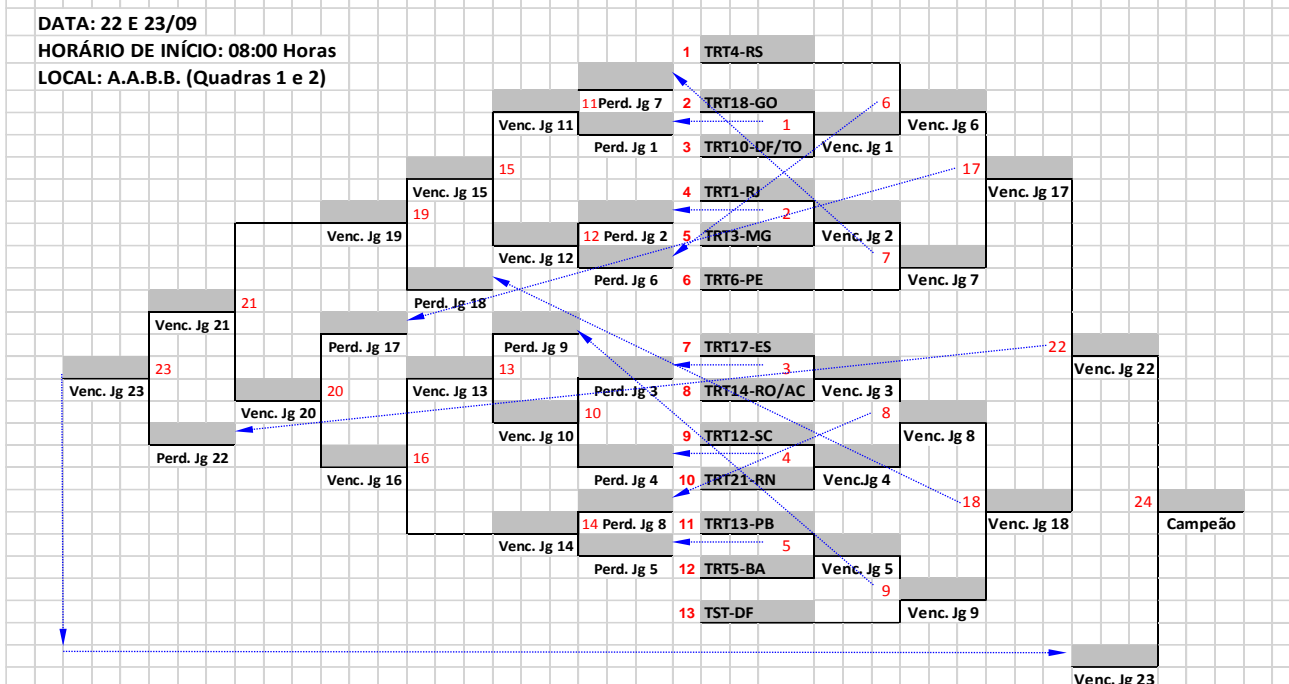 DATA: 22 E 23/09
HORÁRIO DE INÍCIO: 08:00 Horas
LOCAL: A.A.B.B. (Quadras 1 e 2)
1 TRT4-RS
11 Perd. Jg 7 2 TRT18-GO 6
Venc. Jg 11 1 Venc. Jg 6
Perd. Jg 1 3 TRT10-DF/TO Venc. Jg 1
15 17
Venc. Jg 15 4 TRT1-RJ Venc. Jg 17
19 2
Venc. Jg 19 12 Perd. Jg 2 5 TRT3-MG Venc. Jg 2
Venc. Jg 12 7
Perd. Jg 6 6 TRT6-PE Venc. Jg 7
Perd. Jg 18
21
Venc. Jg 21
Perd. Jg 17 Perd. Jg 9 7 TRT17-ES 22
23 13 3 Venc. Jg 22
Venc. Jg 23 20 Venc. Jg 13 Perd. Jg 3 8 TRT14-RO/AC Venc. Jg 3
Venc. Jg 20 10 8
Venc. Jg 10 9 TRT12-SC Venc. Jg 8
Perd. Jg 22 16 4
Venc. Jg 16 Perd. Jg 4 10 TRT21-RN Venc.Jg 4
18 24
14 Perd. Jg 8 11 TRT13-PB Venc. Jg 18 Campeão
Venc. Jg 14 5
Perd. Jg 5 12 TRT5-BA Venc. Jg 5
9
13 TST-DF Venc. Jg 9
Venc. Jg 23